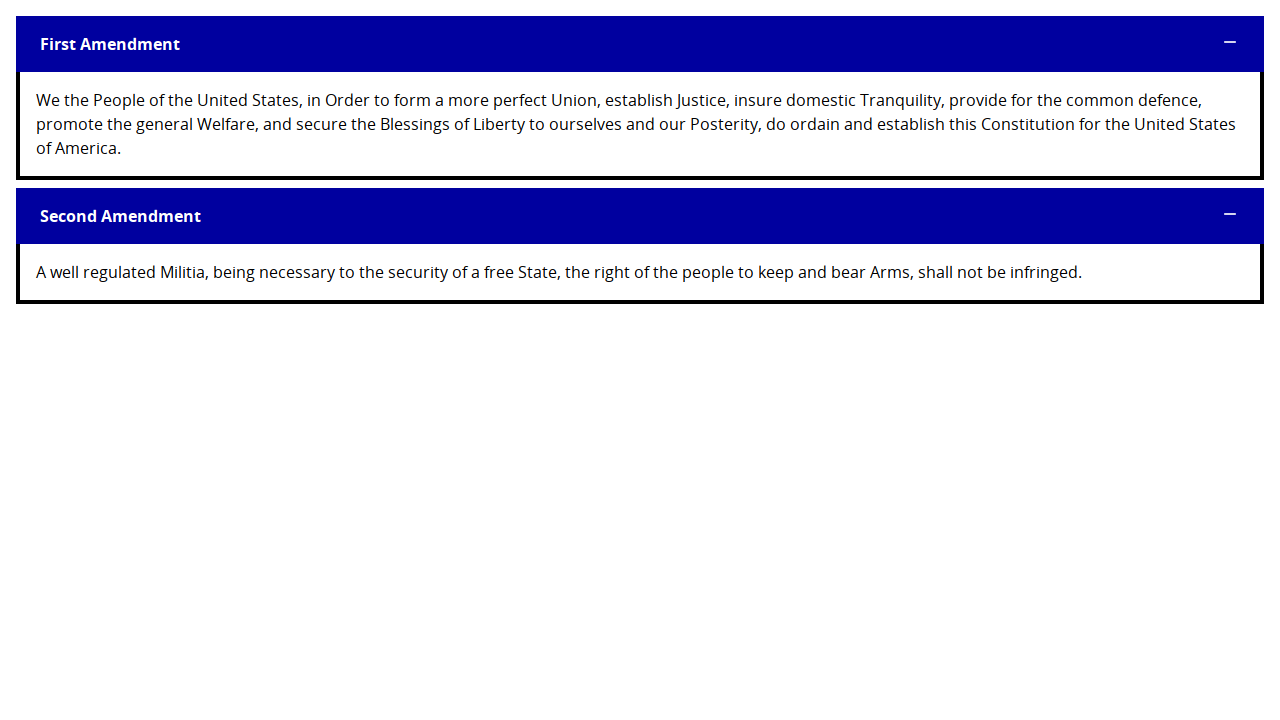 First Amendment
We the People of the United States, in Order to form a more perfect Union, establish Justice, insure domestic Tranquility, provide for the common defence,
promote the general Welfare, and secure the Blessings of Liberty to ourselves and our Posterity, do ordain and establish this Constitution for the United States
of America.
Second Amendment
A well regulated Militia, being necessary to the security of a free State, the right of the people to keep and bear Arms, shall not be infringed.